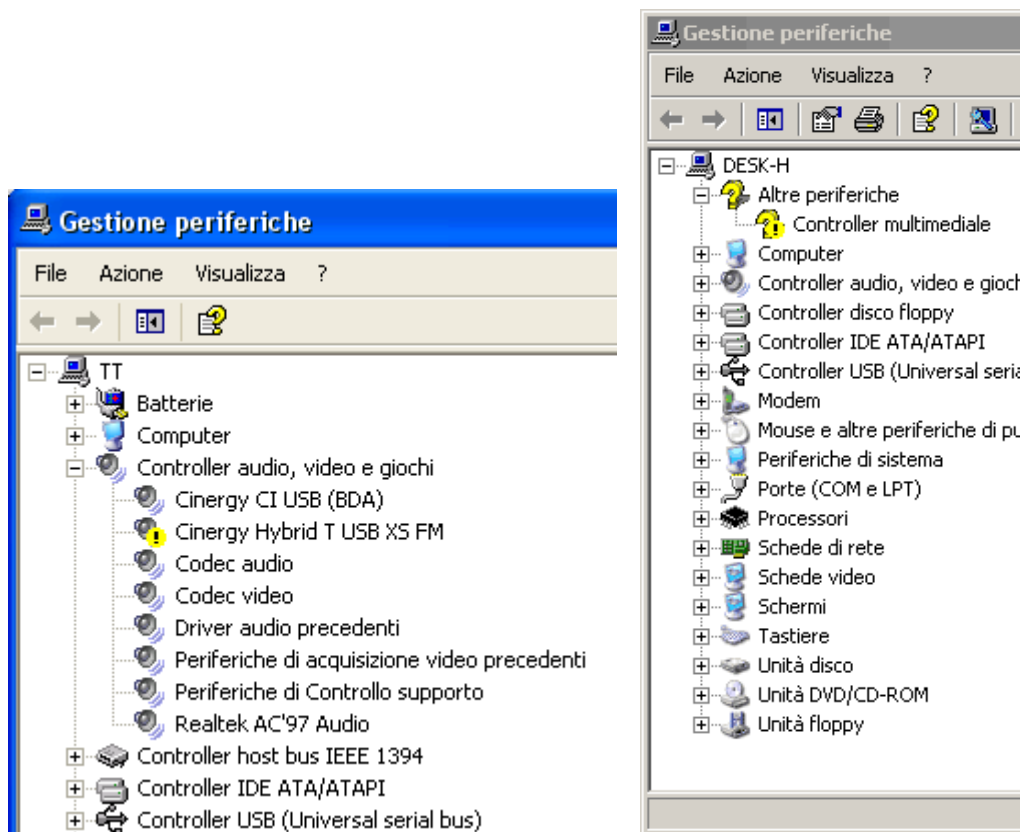 Gestione periferiche
File Azione Visualizza ?
TT
Batterie
Computer
Controller audio, video e giochi
Cinergy CI USB (BDA)
Cinergy Hybrid T USB XS FM
Codec audio
Codec video
Driver audio precedenti
Periferiche di acquisizione video precedenti
Periferiche di Controllo supporto
Realtek AC'97 Audio
Controller host bus IEEE 1394
Controller IDE ATA/ATAPI
Controller USB (Universal serial bus)
Gestione periferiche
File Azione Visualizza ?
DESK-H
Altre periferiche
Controller multimediale
Computer
Controller audio, video e gioch
Controller disco floppy
Controller IDE ATA/ATAPI
Controller USB (Universal seria
Modem
Mouse e altre periferiche di pu
Periferiche di sistema
Porte (COM e LPT)
Processori
Schede di rete
Schede video
Schermi
Tastiere
Unità disco
Unità DVD/CD-ROM
Unità floppy